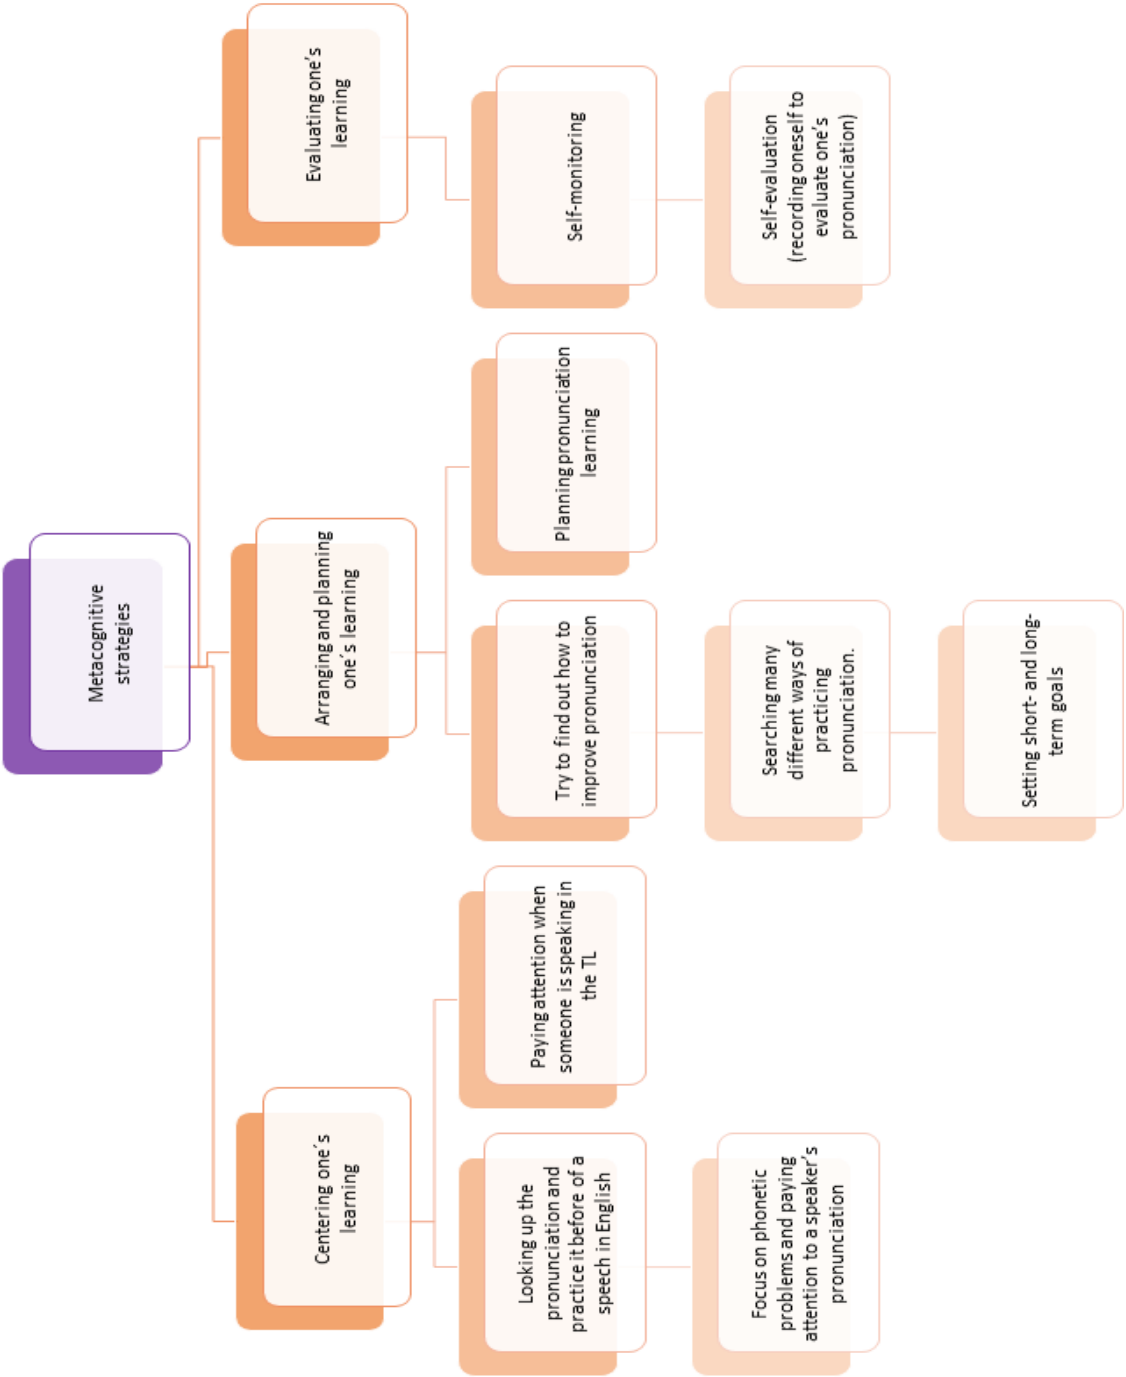 Metacognitive
strategies
Centering one´s
learning
Arranging and planning
one´s learning
Evaluating one´s
learning
Looking up the
pronunciation and
practice it before of a
speech in English
Paying attention when
someone is speaking in
the TL
Try to find out how to
improve pronunciation
Planning pronunciation
learning
Self-monitoring
Focus on phonetic
problems and paying
attention to a speaker´s
pronunciation
Searching many
different ways of
practicing
pronunciation.
Self-evaluation
(recording oneself to
evaluate one´s
pronunciation)
Setting short- and long-
term goals